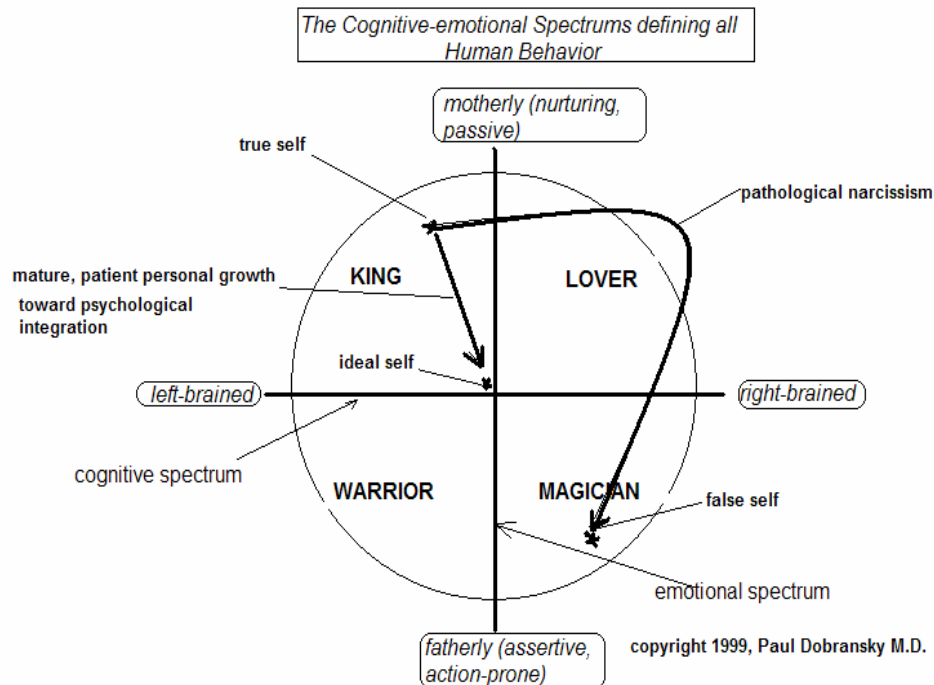 The Cognitive-emotional Spectrums defining all
Human Behavior
motherly (nurturing,
passive)
true self
pathological narcissism
mature, patient personal growth
toward psychological
integration
KING
LOVER
ideal self
left-brained
right-brained
cognitive spectrum
WARRIOR
MAGICIAN
false self
emotional spectrum
fatherly (assertive,
action-prone)
copyright 1999, Paul Dobransky M.D.